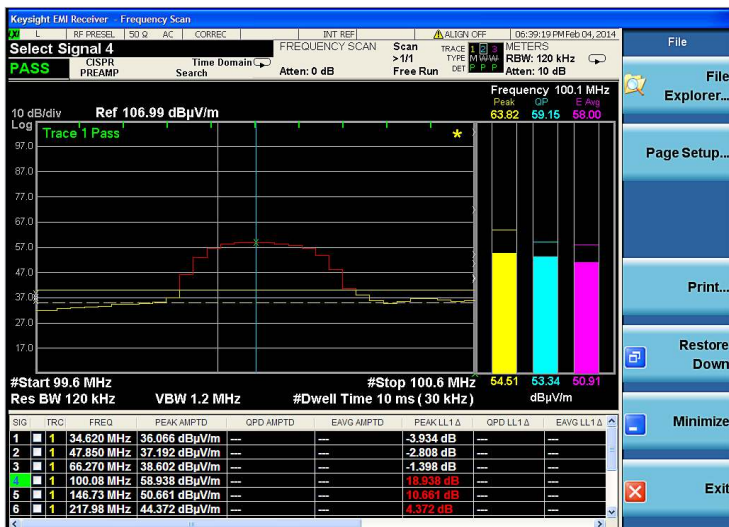 Keysight EMI Receiver - Frequency Scan
L RF PRESEL 50 Ω AC CORREC INT REF ALIGN OFF 06:39:19 PM Feb 04, 2014
Select Signal 4 FREQUENCY SCAN Scan TRACE 1 2 3 METERS
>1/1 TYPE M W W RBW: 120 kHz
PASS CISPR Time Domain Free Run DET P P P Atten: 10 dB
PREAMP Search Atten: 0 dB
Frequency 100.1 MHz
Peak QP E Avg
63.82 59.15 58.00
10 dB/div Ref 106.99 dBµV/m
Log
Trace 1 Pass
97.0
87.0
77.0
67.0
57.0
47.0
37.0
27.0
17.0
#Start 99.6 MHz #Stop 100.6 MHz
54.51 53.34 50.91
Res BW 120 kHz VBW 1.2 MHz #Dwell Time 10 ms (30 kHz) dBµV/m
SIG TRC FREQ PEAK AMPTD QPD AMPTD EAVG AMPTD PEAK LL1 Δ QPD LL1 Δ EAVG LL1 Δ
1 1 34.620 MHz 36.066 dBµV/m --- --- -3.934 dB --- ---
2 1 47.850 MHz 37.192 dBµV/m --- --- -2.808 dB --- ---
3 1 66.270 MHz 38.602 dBµV/m --- --- -1.398 dB --- ---
4 1 100.08 MHz 58.938 dBµV/m --- --- 18.938 dB --- ---
5 1 146.73 MHz 50.661 dBµV/m --- --- 10.661 dB --- ---
6 1 217.98 MHz 44.372 dBµV/m --- --- 4.372 dB --- ---
File
File
Explorer...
Page Setup...
Print...
Restore
Down
Minimize
Exit